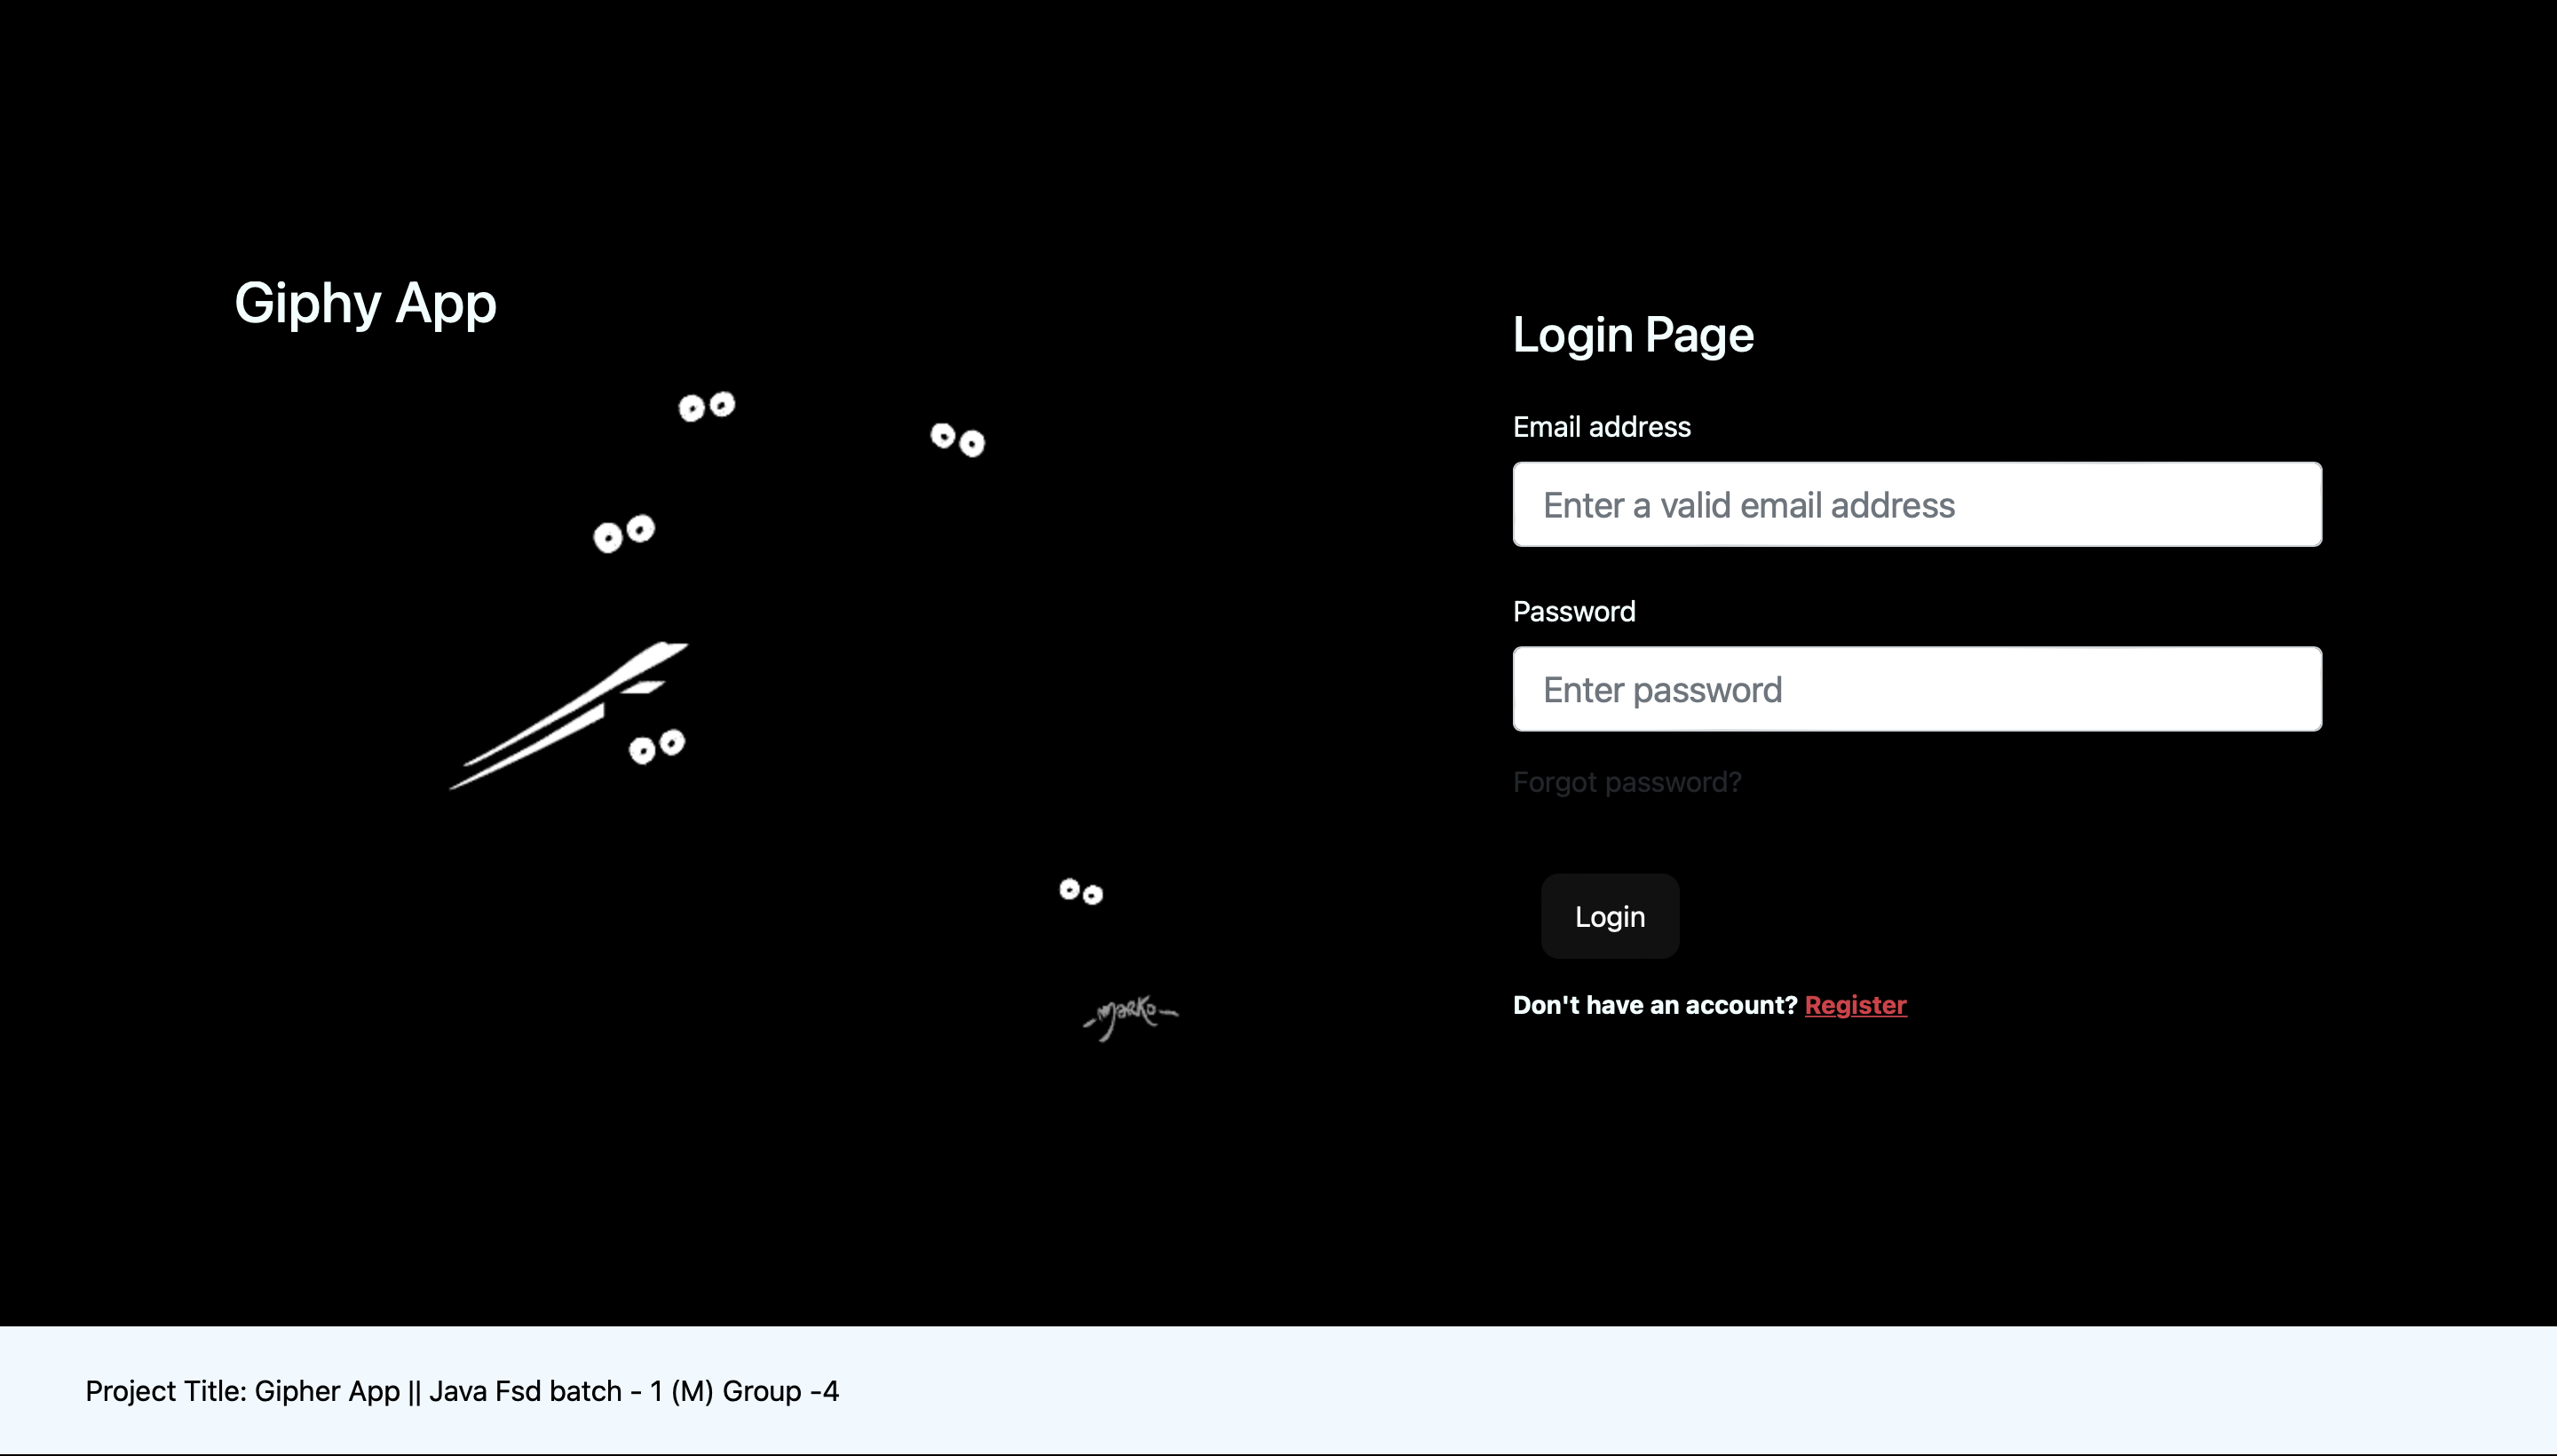 Giphy App
Login Page
Email address
Enter a valid email address
Password
Enter password
Forgot password?
Login
Don't have an account? Register
-marko-
Project Title: Gipher App || Java Fsd batch - 1 (M) Group -4